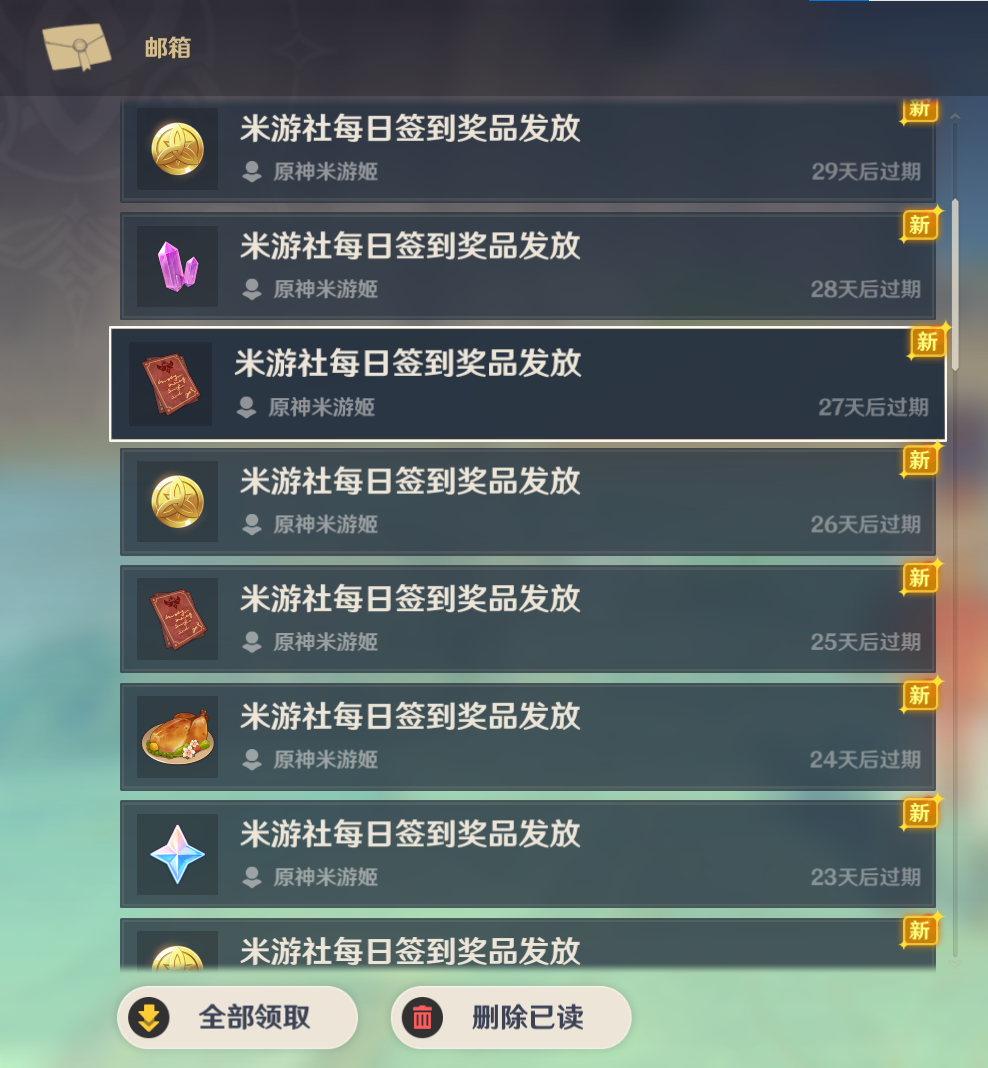 邮箱
新
米游社每日签到奖品发放
原神米游姬
29天后过期
新
米游社每日签到奖品发放
原神米游姬
28天后过期
新
米游社每日签到奖品发放
原神米游姬
27天后过期
新
米游社每日签到奖品发放
原神米游姬
26天后过期
新
米游社每日签到奖品发放
原神米游姬
25天后过期
新
米游社每日签到奖品发放
原神米游姬
24天后过期
新
米游社每日签到奖品发放
原神米游姬
23天后过期
新
米游社每日签到奖品发放
全部领取
删除已读